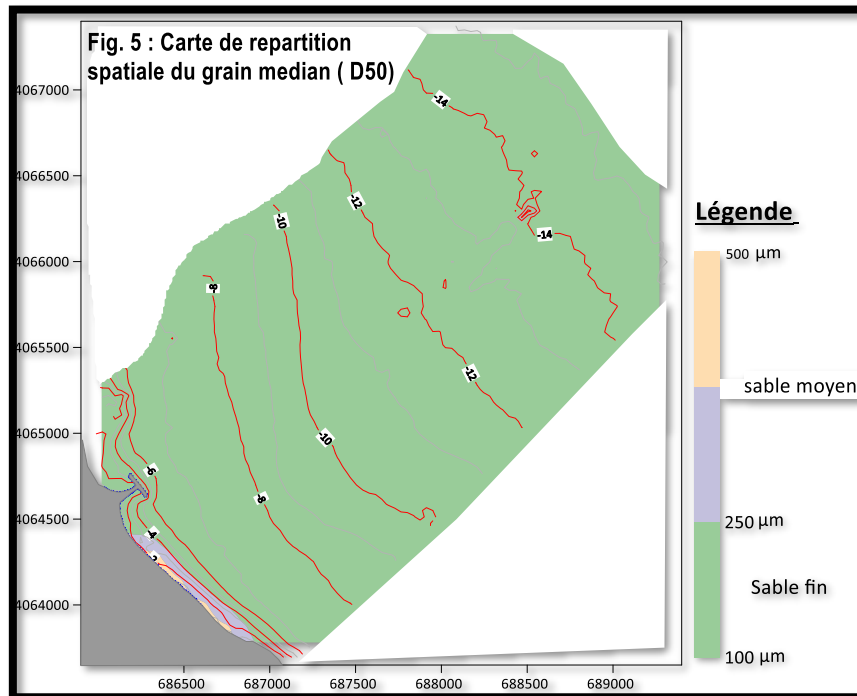 Fig. 5 : Carte de repartition
spatiale du grain median ( D50)
4067000
4066500
4066000
4065500
4065000
4064500
4064000
686500 687000 687500 688000 688500 689000
-14
-12
-10
-8
-14
-12
-10
-8
-6
-4
Légende
500 µm
sable moyen
250 µm
Sable fin
100 µm